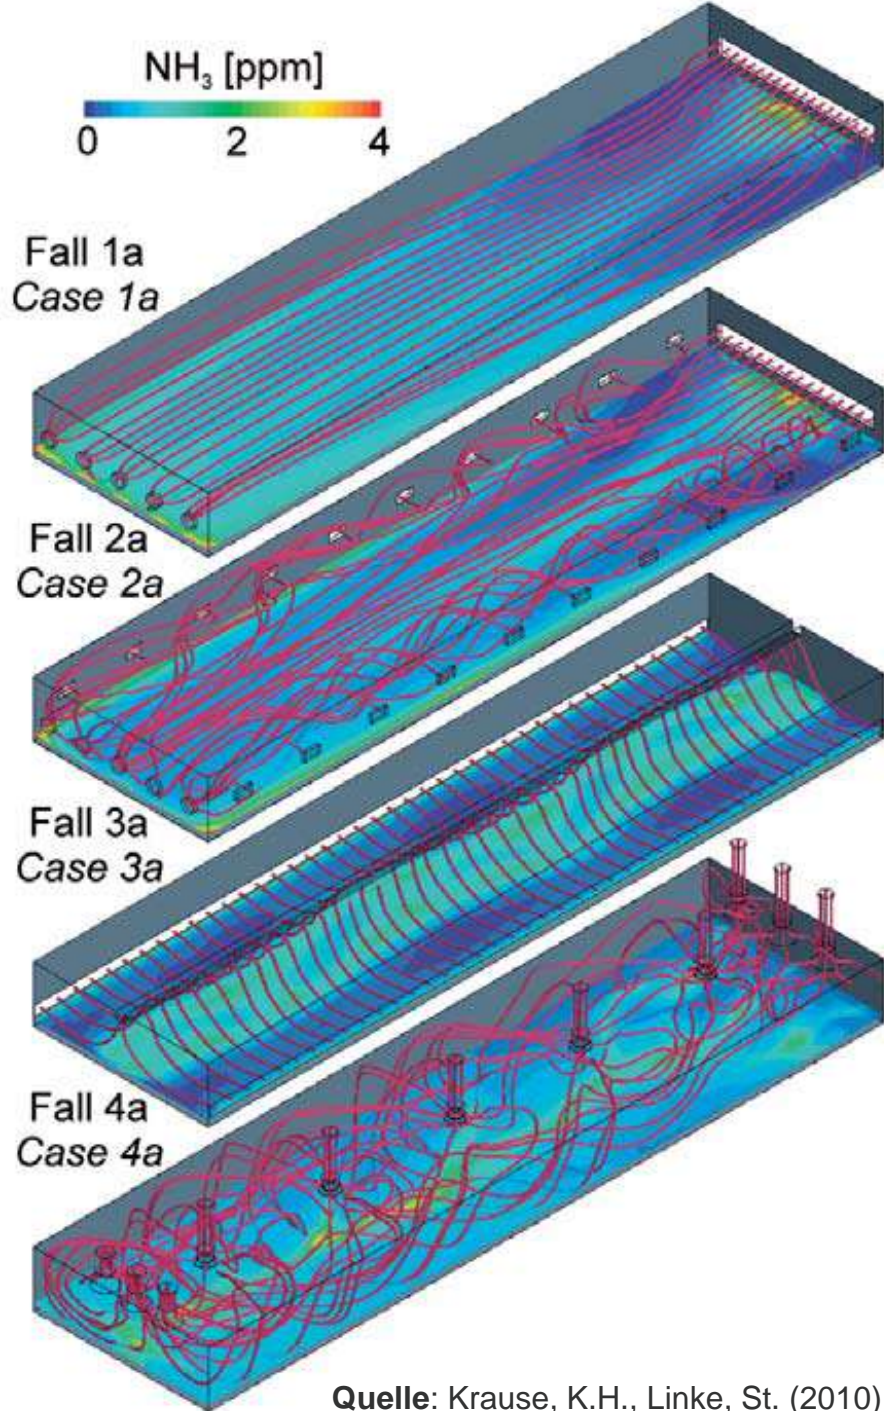 NH₃ [ppm]
0 2 4
Fall 1a
Case 1a
Fall 2a
Case 2a
Fall 3a
Case 3a
Fall 4a
Case 4a
Quelle: Krause, K.H., Linke, St. (2010)